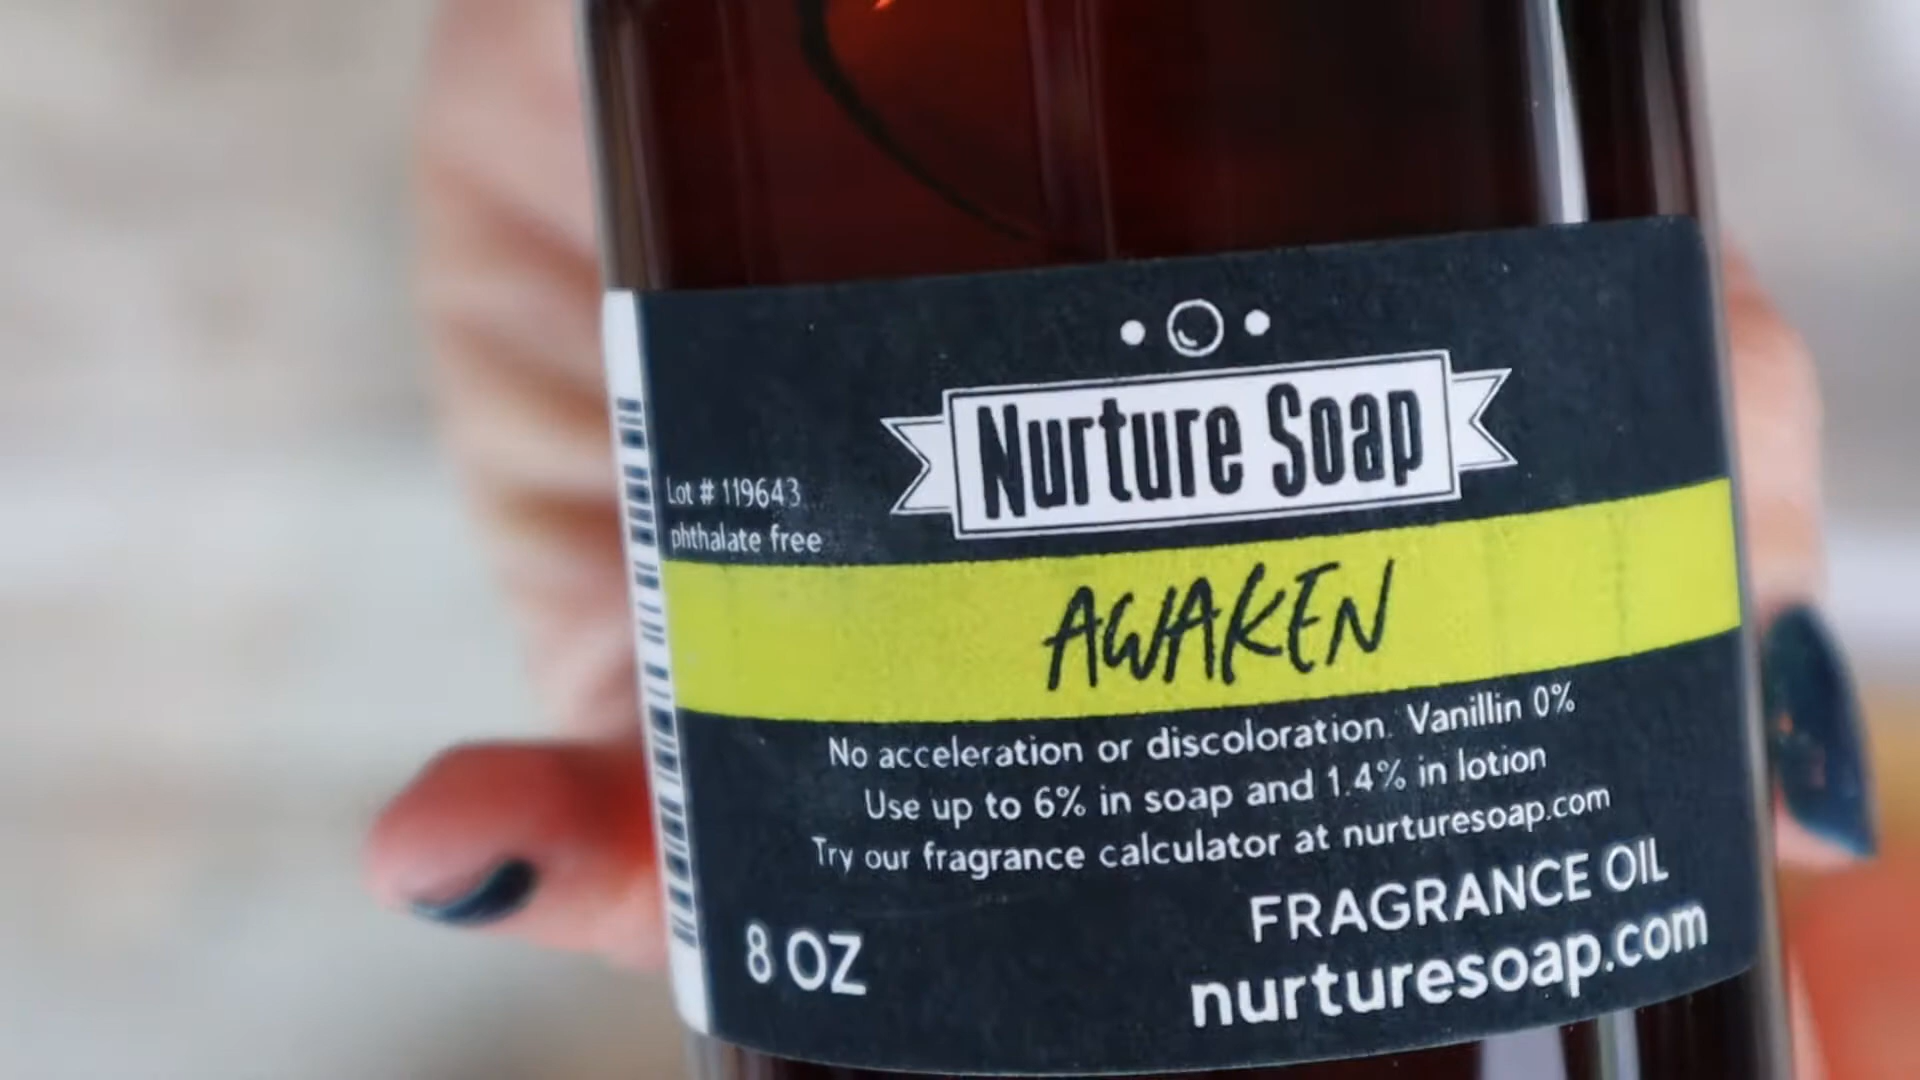 Nurture Soap
Lot # 119643
phthalate free
AWAKEN
No acceleration or discoloration. Vanillin 0%
Use up to 6% in soap and 1.4% in lotion
Try our fragrance calculator at nurturesoap.com
FRAGRANCE OIL
8 OZ
nurturesoap.com